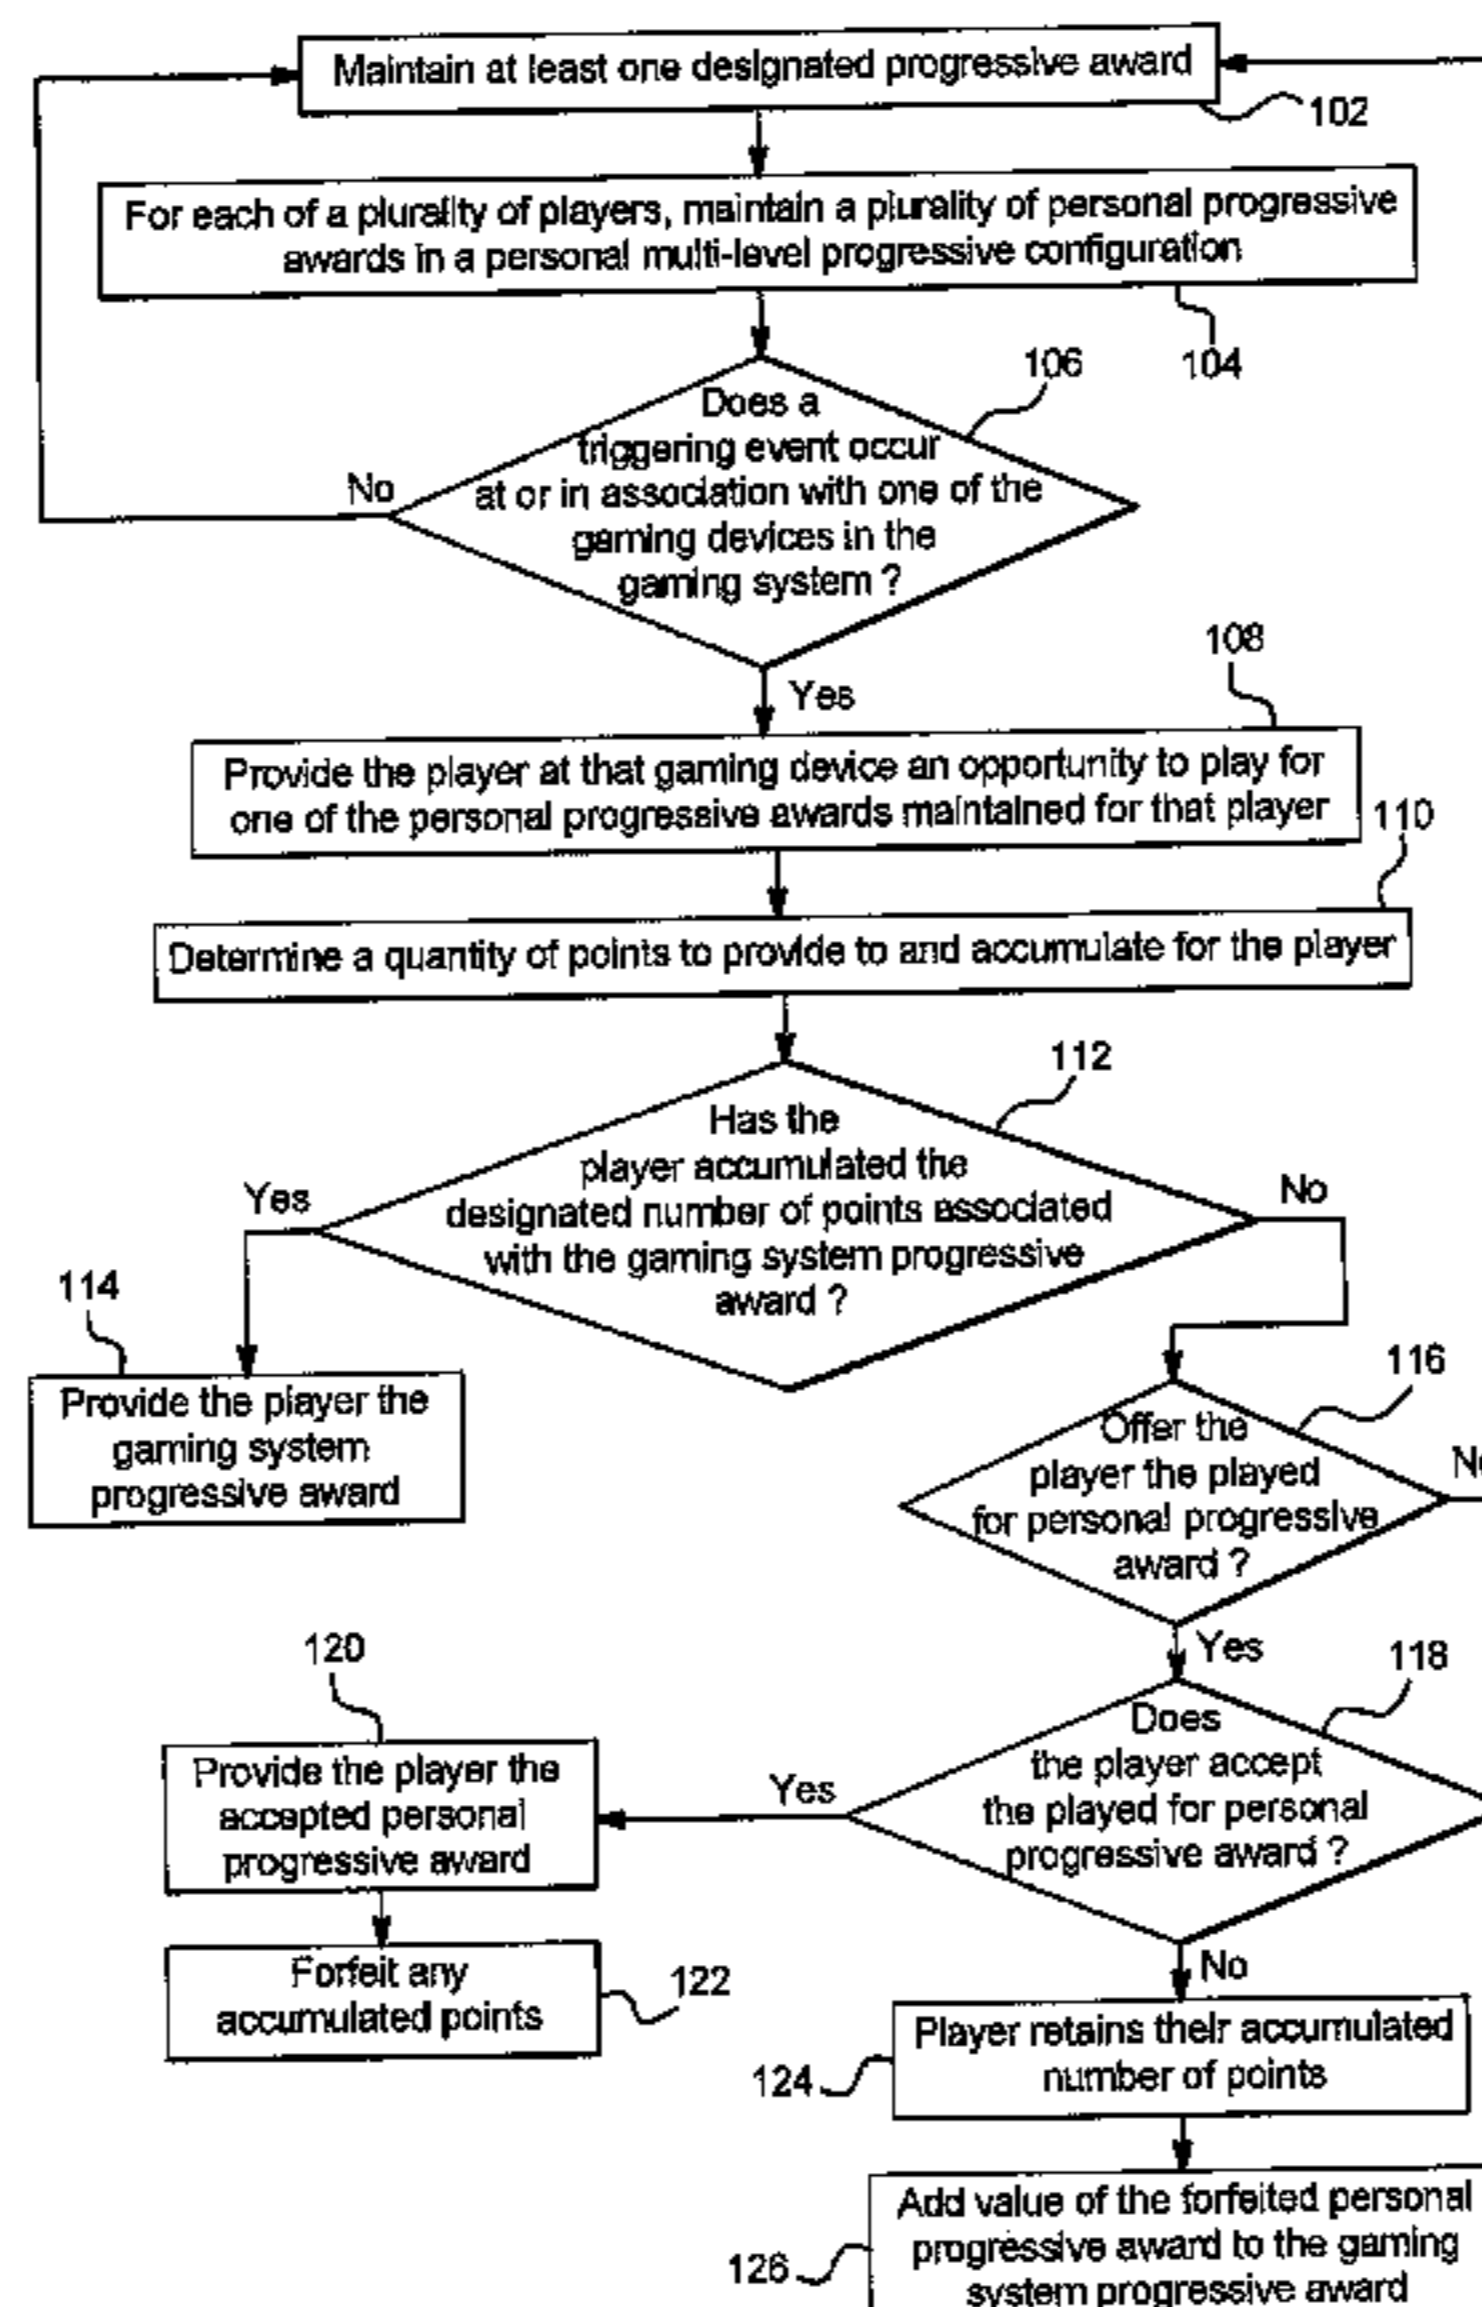 Maintain at least one designated progressive award
102
For each of a plurality of players, maintain a plurality of personal progressive
awards in a personal multi-level progressive configuration
104
106
Does a
triggering event occur
at or in association with one of the
gaming devices in the
gaming system ?
No
Yes
108
Provide the player at that gaming device an opportunity to play for
one of the personal progressive awards maintained for that player
110
Determine a quantity of points to provide to and accumulate for the player
112
Has the
player accumulated the
designated number of points associated
with the gaming system progressive
award ?
Yes
No
114
Provide the player the
gaming system
progressive award
116
Offer the
player the played
for personal progressive
award ?
No
Yes
118
Does
the player accept
the played for personal
progressive award ?
Yes
120
Provide the player the
accepted personal
progressive award
Forfeit any
accumulated points
122
No
Player retains their accumulated
number of points
124
Add value of the forfeited personal
progressive award to the gaming
system progressive award
126